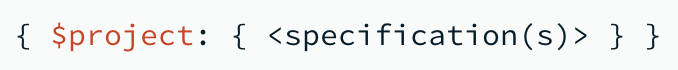 { $project: { <specification(s)> } }